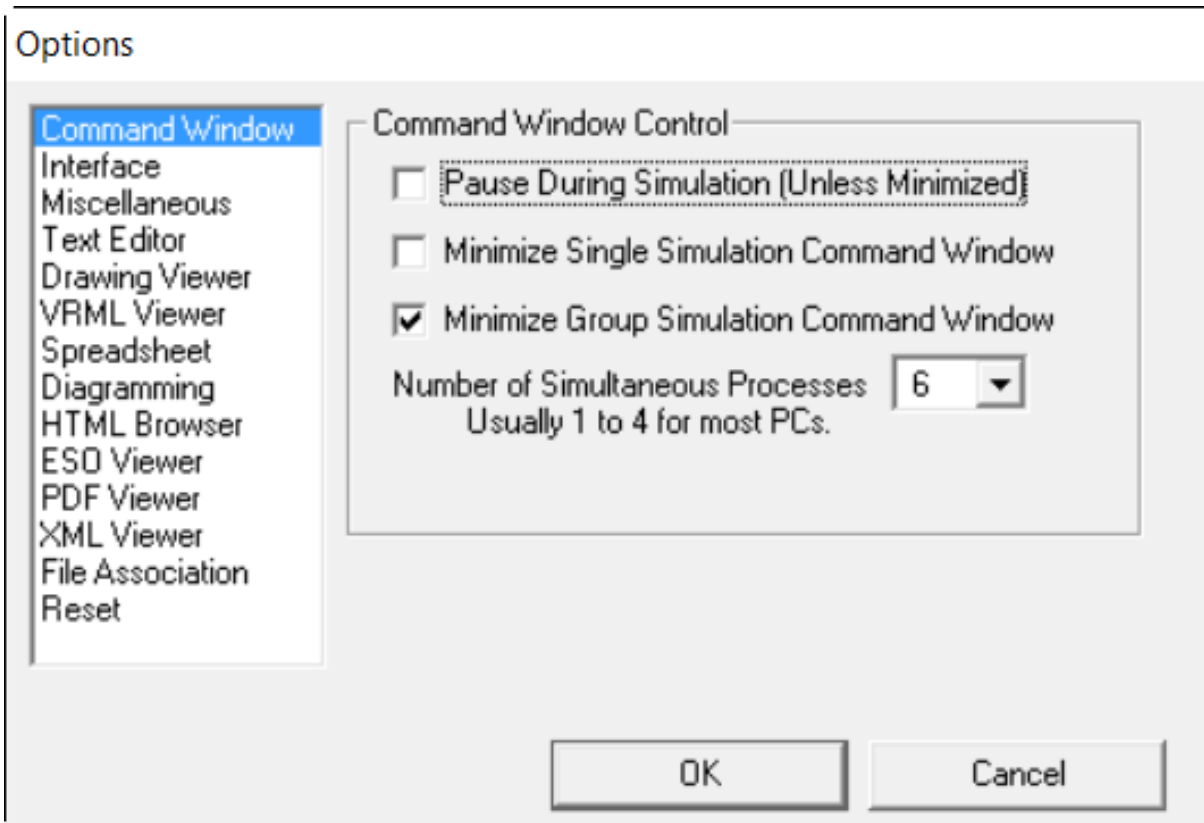 Options
Command Window
Interface
Miscellaneous
Text Editor
Drawing Viewer
VRML Viewer
Spreadsheet
Diagramming
HTML Browser
ESO Viewer
PDF Viewer
XML Viewer
File Association
Reset
Command Window Control
Pause During Simulation (Unless Minimized)
Minimize Single Simulation Command Window
Minimize Group Simulation Command Window
Number of Simultaneous Processes 6
Usually 1 to 4 for most PCs.
OK Cancel